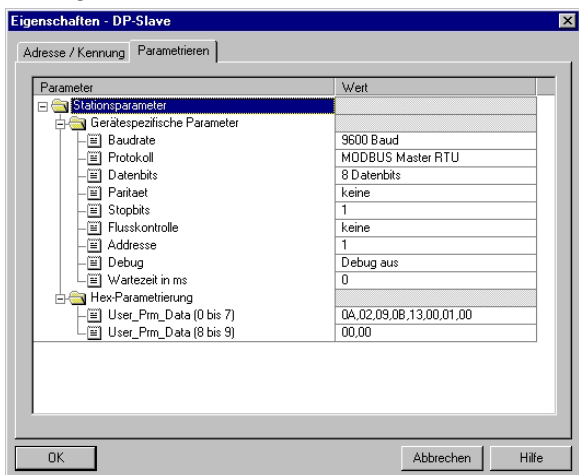 Eigenschaften - DP-Slave
Adresse / Kennung Parametrieren
Parameter Wert
Stationsparameter
Gerätespezifische Parameter
Baudrate 9600 Baud
Protokoll MODBUS Master RTU
Datenbits 8 Datenbits
Paritaet keine
Stopbits 1
Flusskontrolle keine
Addresse 1
Debug Debug aus
Wartezeit in ms 0
Hex-Parametrierung
User_Prm_Data (0 bis 7) 0A,02,09,0B,13,00,01,00
User_Prm_Data (8 bis 9) 00,00
OK Abbrechen Hilfe